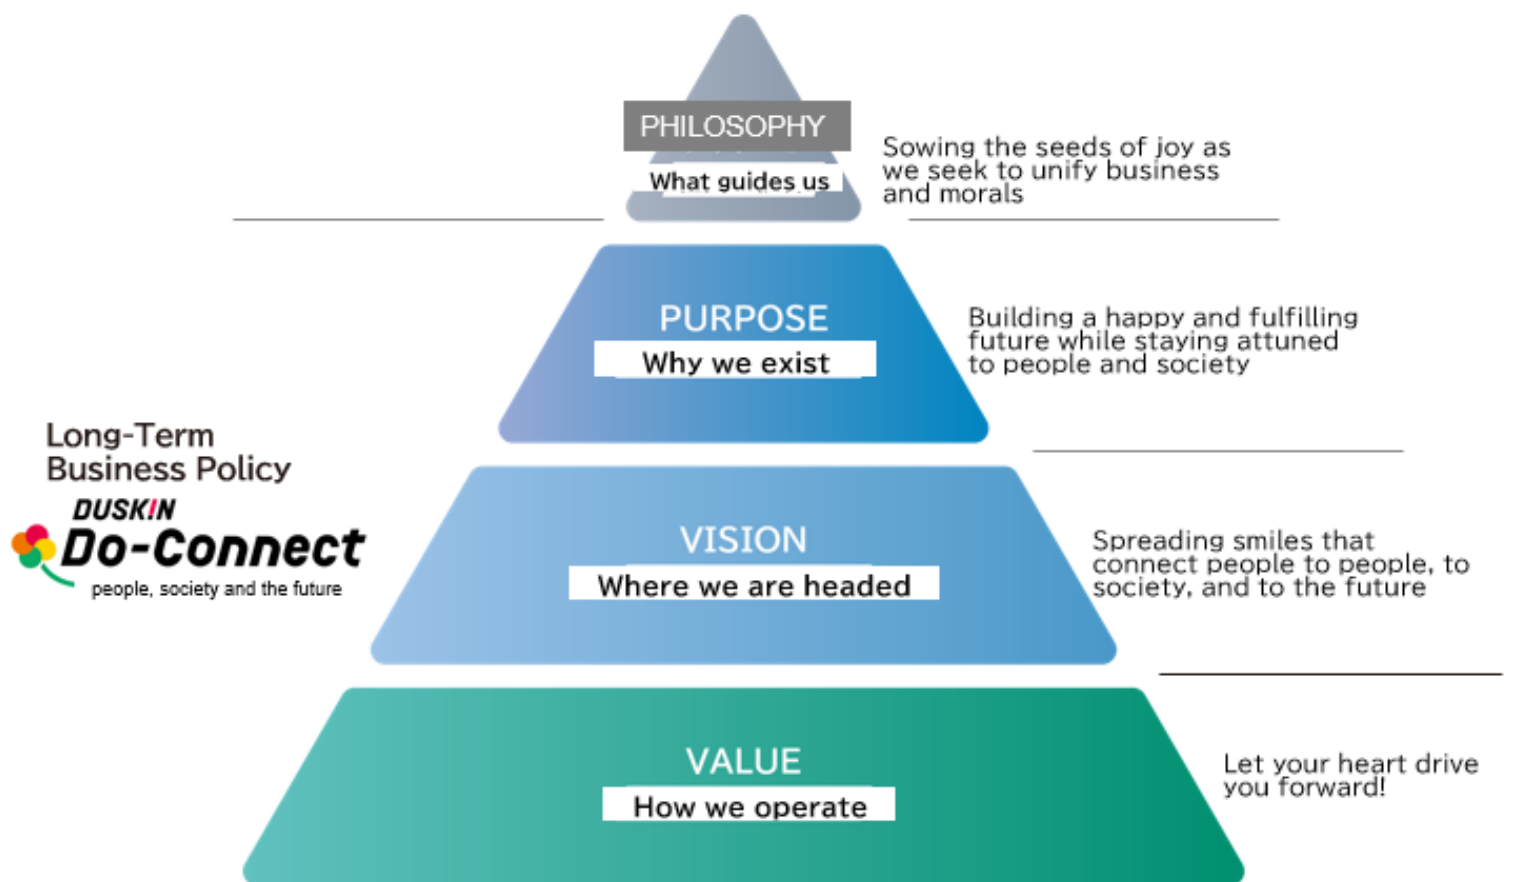 PHILOSOPHY
What guides us
Sowing the seeds of joy as
we seek to unify business
and morals
PURPOSE
Why we exist
Building a happy and fulfilling
future while staying attuned
to people and society
Long-Term
Business Policy
DUSK!N
Do-Connect
people, society and the future
VISION
Where we are headed
Spreading smiles that
connect people to people, to
society, and to the future
VALUE
How we operate
Let your heart drive
you forward!